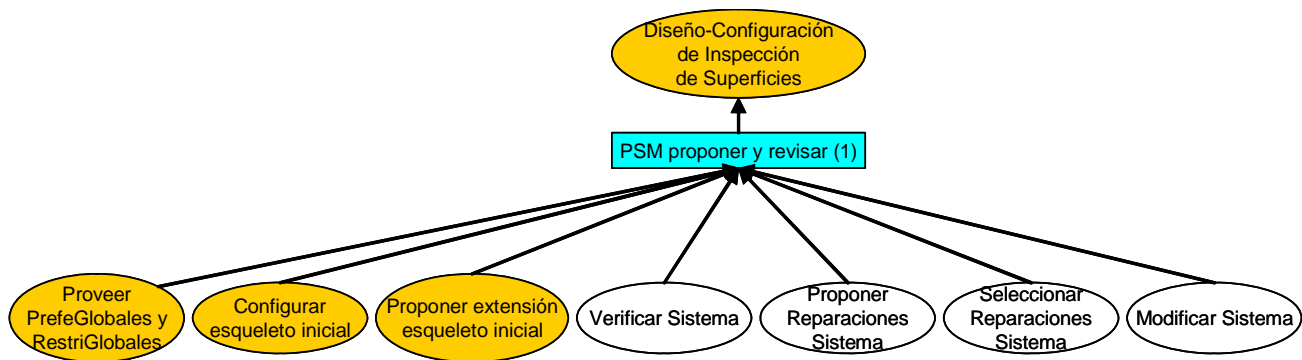 Diseño-Configuración
de Inspección
de Superficies
PSM proponer y revisar (1)
Proveer
PrefeGlobales y
RestriGlobales
Configurar
esqueleto inicial
Proponer extensión
esqueleto inicial
Verificar Sistema
Proponer
Reparaciones
Sistema
Seleccionar
Reparaciones
Sistema
Modificar Sistema